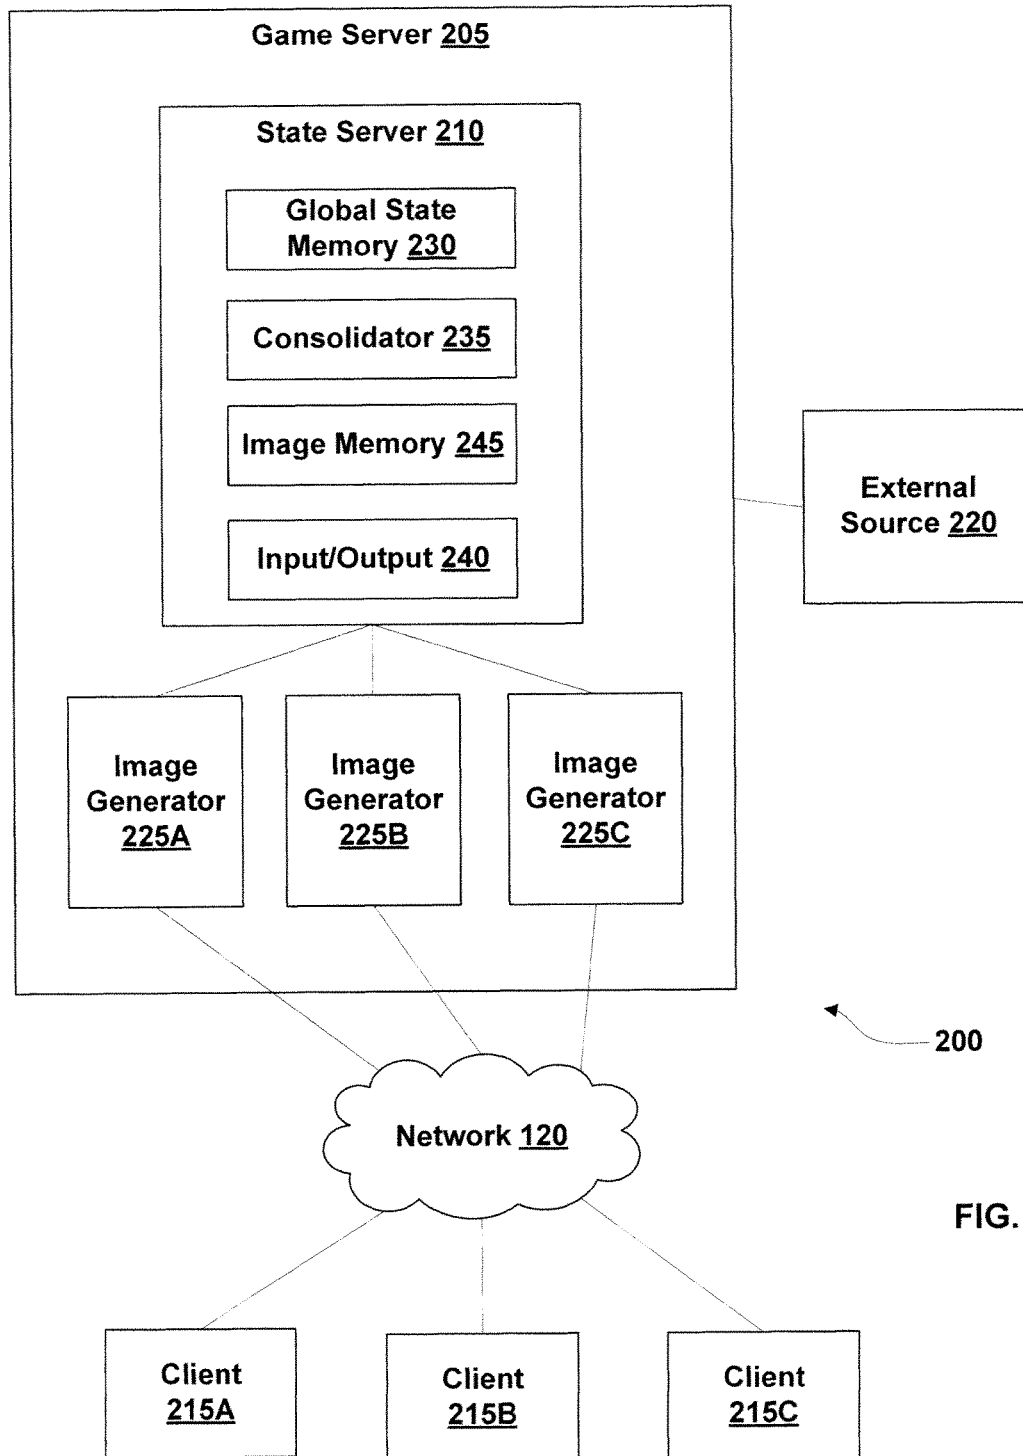 Game Server 205
State Server 210
Global State
Memory 230
Consolidator 235
Image Memory 245
Input/Output 240
External
Source 220
Image
Generator
225A
Image
Generator
225B
Image
Generator
225C
200
Network 120
FIG.
Client
215A
Client
215B
Client
215C